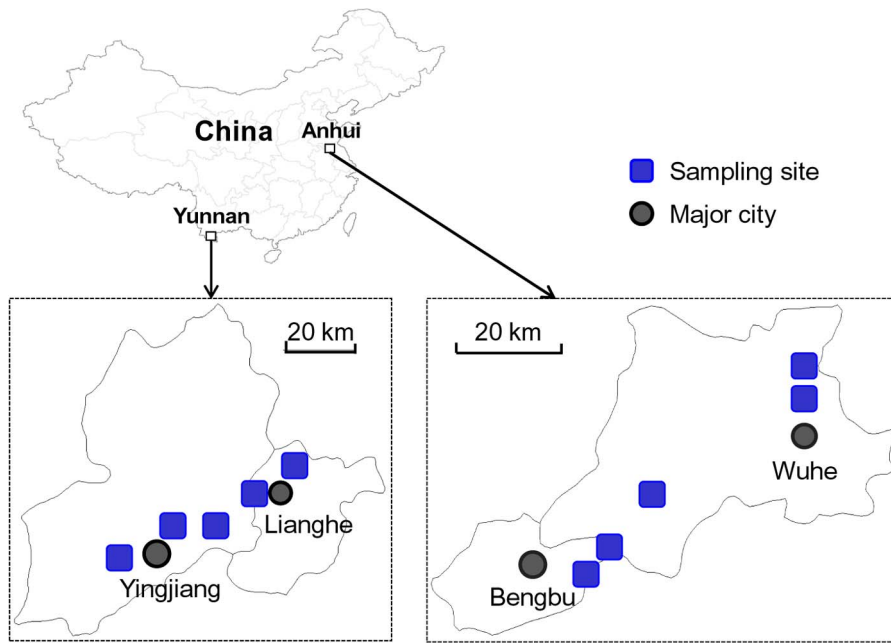 China
Anhui
Yunnan
Sampling site
Major city
20 km
Lianghe
Yingjiang
20 km
Wuhe
Bengbu